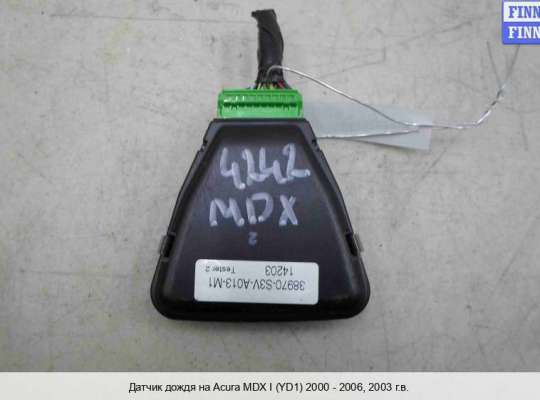 FINN
FINN
4242
MDX
2
38970-S3V-A013-M1
14203
Tester 2
Датчик дождя на Acura MDX I (YD1) 2000 - 2006, 2003 г.в.